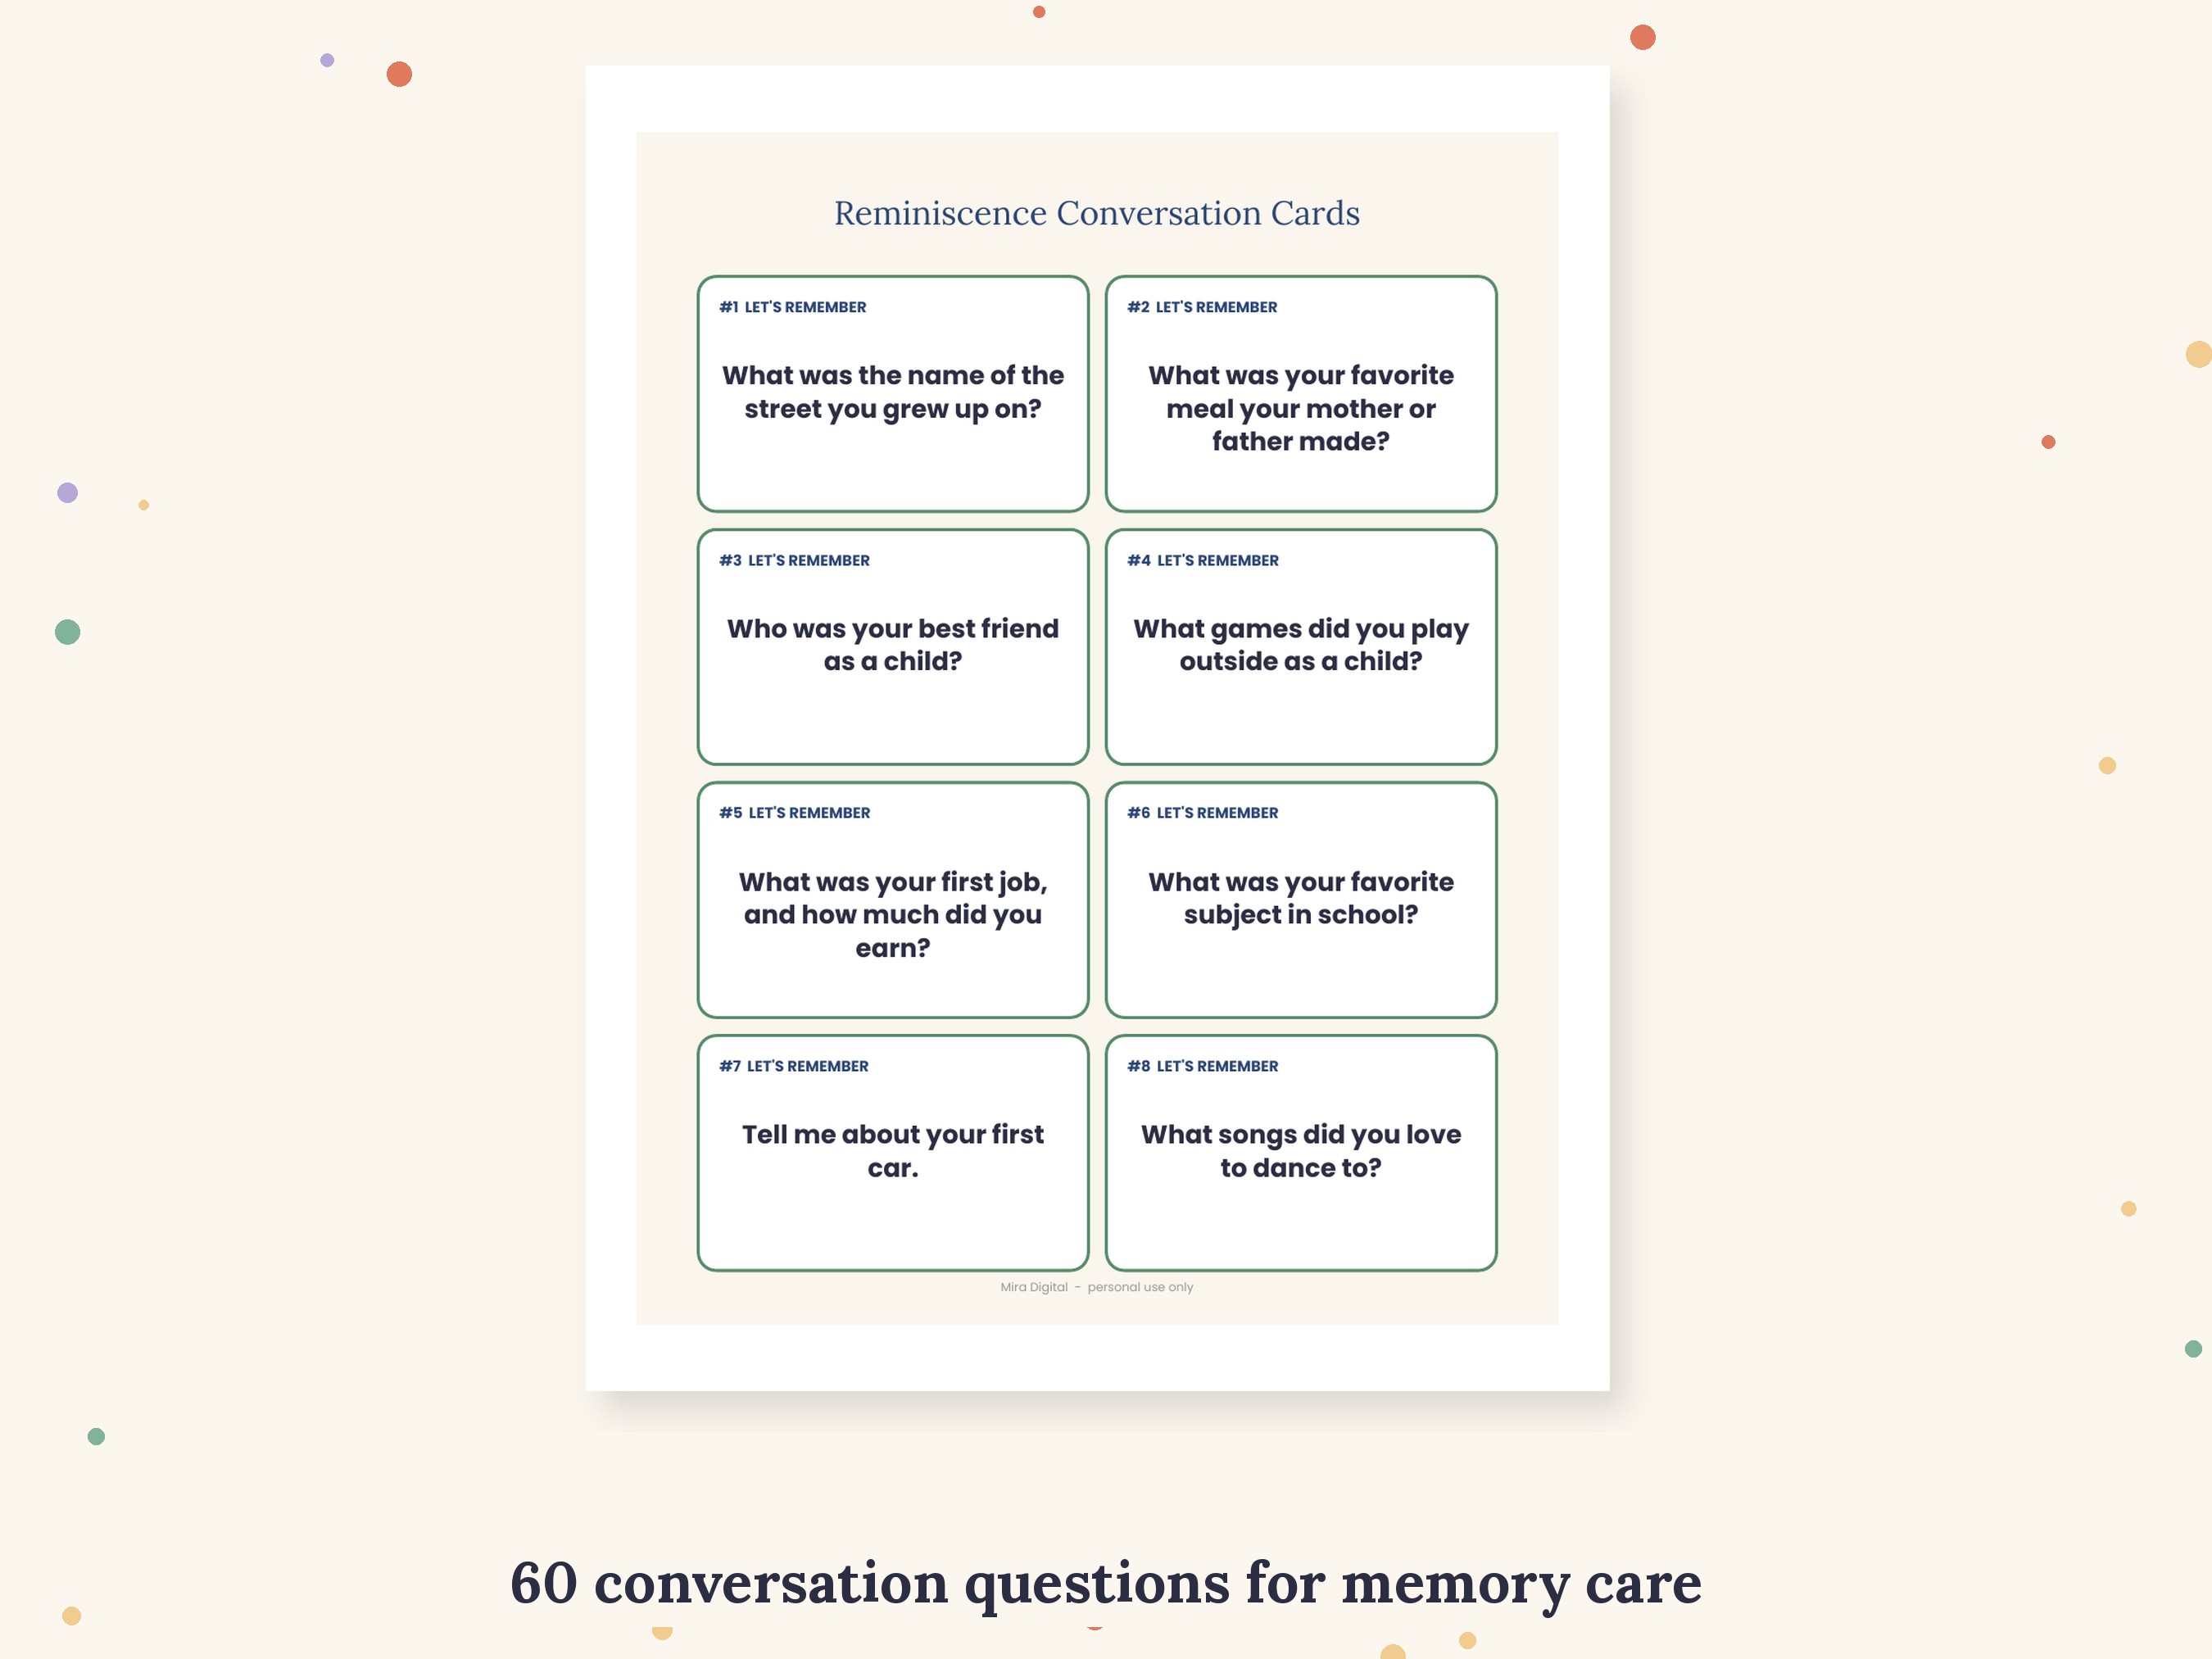 Reminiscence Conversation Cards
#1 LET'S REMEMBER
What was the name of the
street you grew up on?
#2 LET'S REMEMBER
What was your favorite
meal your mother or
father made?
#3 LET'S REMEMBER
Who was your best friend
as a child?
#4 LET'S REMEMBER
What games did you play
outside as a child?
#5 LET'S REMEMBER
What was your first job,
and how much did you
earn?
#6 LET'S REMEMBER
What was your favorite
subject in school?
#7 LET'S REMEMBER
Tell me about your first
car.
#8 LET'S REMEMBER
What songs did you love
to dance to?
Mira Digital - personal use only
60 conversation questions for memory care